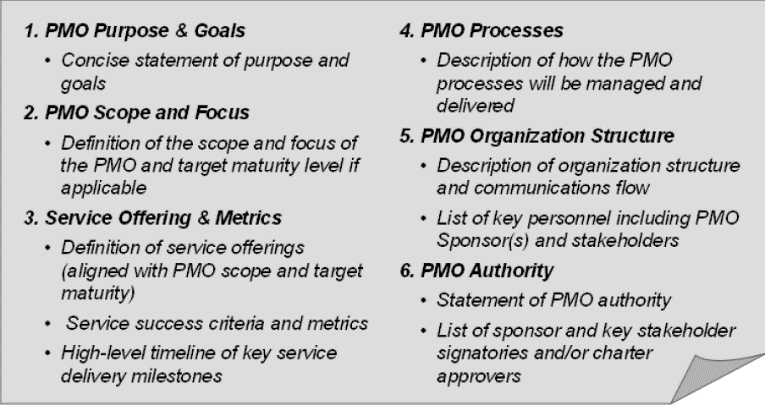 1. PMO Purpose & Goals
• Concise statement of purpose and
goals
2. PMO Scope and Focus
• Definition of the scope and focus of
the PMO and target maturity level if
applicable
3. Service Offering & Metrics
• Definition of service offerings
(aligned with PMO scope and target
maturity)
• Service success criteria and metrics
• High-level timeline of key service
delivery milestones
4. PMO Processes
• Description of how the PMO
processes will be managed and
delivered
5. PMO Organization Structure
• Description of organization structure
and communications flow
• List of key personnel including PMO
Sponsor(s) and stakeholders
6. PMO Authority
• Statement of PMO authority
• List of sponsor and key stakeholder
signatories and/or charter
approvers